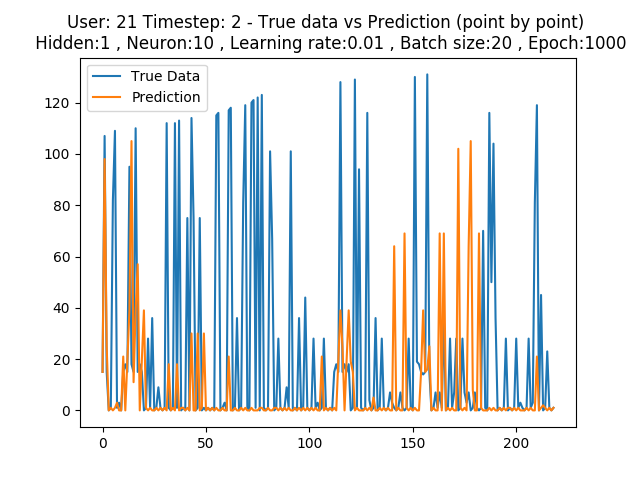 User: 21 Timestep: 2 - True data vs Prediction (point by point)
Hidden:1 , Neuron:10 , Learning rate:0.01 , Batch size:20 , Epoch:1000
True Data
Prediction
120
100
80
60
40
20
0
0 50 100 150 200